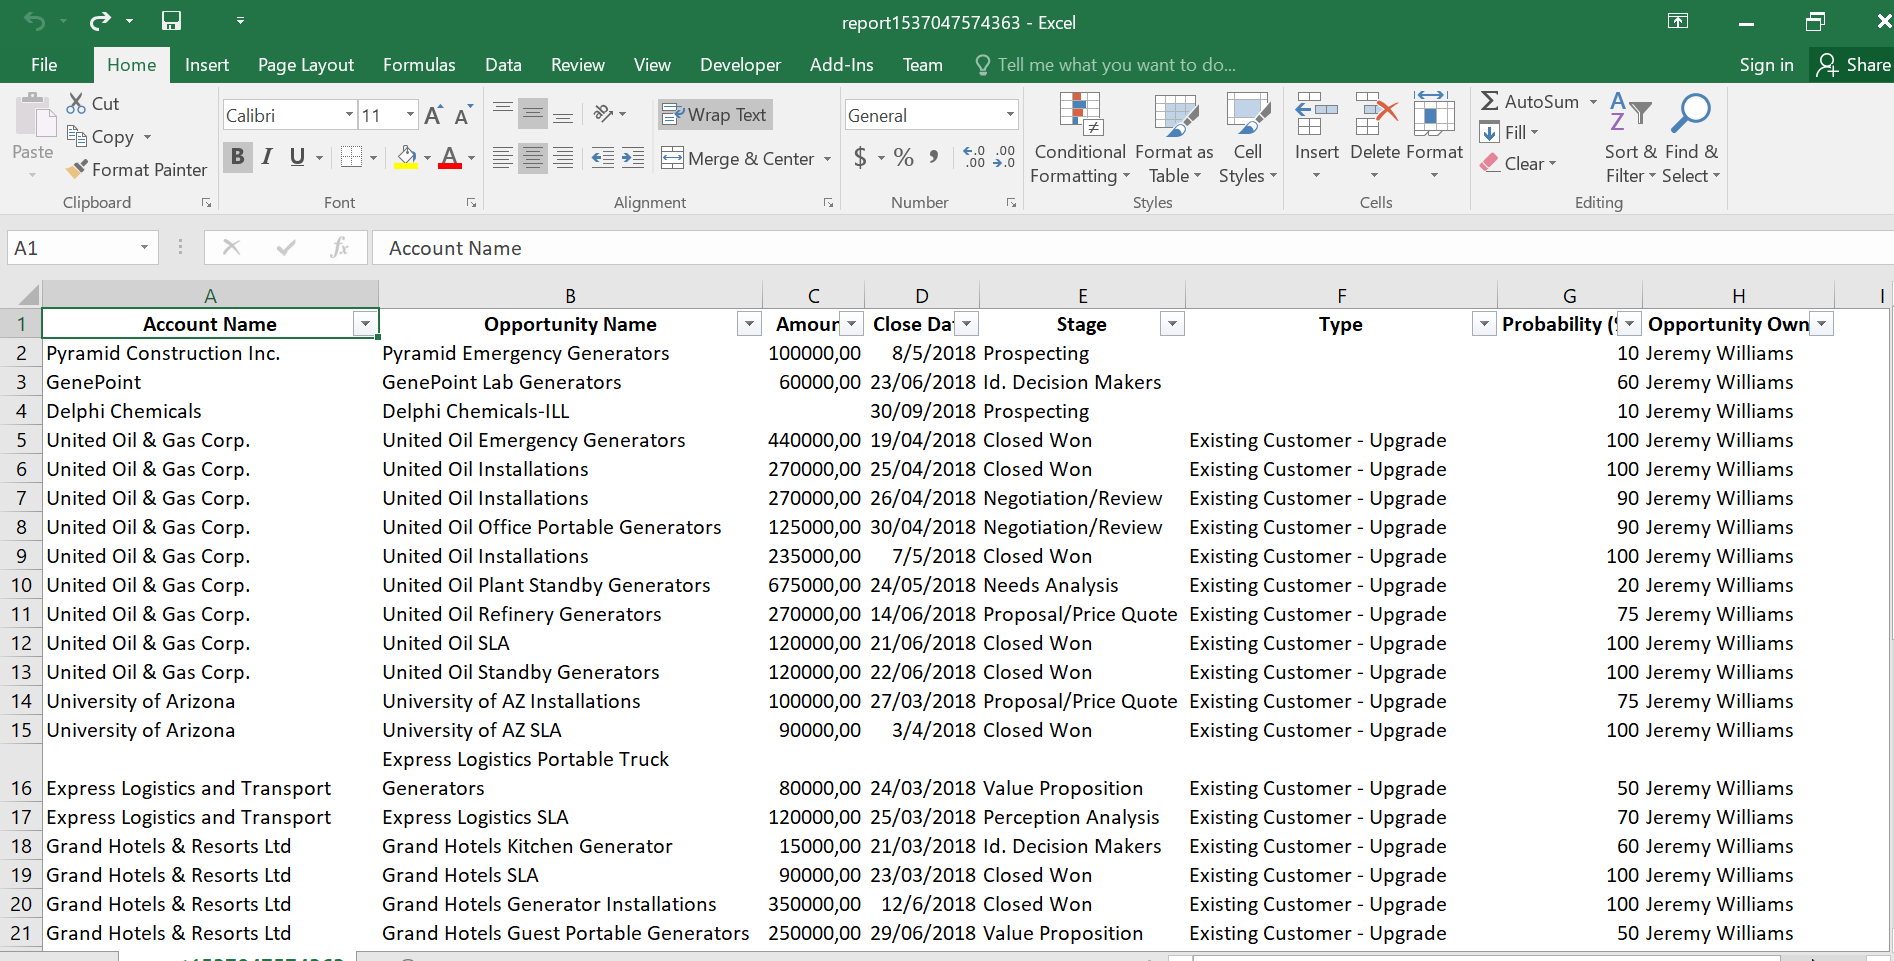 report1537047574363 - Excel
File Home Insert Page Layout Formulas Data Review View Developer Add-Ins Team Tell me what you want to do... Sign in Share
Paste
Cut
Copy
Format Painter
Clipboard
Calibri 11 A A
B I U A
Font
Wrap Text
Merge & Center
Alignment
General
$ % , .0 .00 .00 .0
Number
Conditional Formatting
Format as Table
Cell Styles
Styles
Insert Delete Format
Cells
AutoSum
Fill
Clear
Sort & Filter
Find & Select
Editing
A1 fx Account Name
A B C D E F G H I
1 Account Name Opportunity Name Amoun Close Da Stage Type Probability ( Opportunity Own
2 Pyramid Construction Inc. Pyramid Emergency Generators 100000,00 8/5/2018 Prospecting 10 Jeremy Williams
3 GenePoint GenePoint Lab Generators 60000,00 23/06/2018 Id. Decision Makers 60 Jeremy Williams
4 Delphi Chemicals Delphi Chemicals-ILL 30/09/2018 Prospecting 10 Jeremy Williams
5 United Oil & Gas Corp. United Oil Emergency Generators 440000,00 19/04/2018 Closed Won Existing Customer - Upgrade 100 Jeremy Williams
6 United Oil & Gas Corp. United Oil Installations 270000,00 25/04/2018 Closed Won Existing Customer - Upgrade 100 Jeremy Williams
7 United Oil & Gas Corp. United Oil Installations 270000,00 26/04/2018 Negotiation/Review Existing Customer - Upgrade 90 Jeremy Williams
8 United Oil & Gas Corp. United Oil Office Portable Generators 125000,00 30/04/2018 Negotiation/Review Existing Customer - Upgrade 90 Jeremy Williams
9 United Oil & Gas Corp. United Oil Installations 235000,00 7/5/2018 Closed Won Existing Customer - Upgrade 100 Jeremy Williams
10 United Oil & Gas Corp. United Oil Plant Standby Generators 675000,00 24/05/2018 Needs Analysis Existing Customer - Upgrade 20 Jeremy Williams
11 United Oil & Gas Corp. United Oil Refinery Generators 270000,00 14/06/2018 Proposal/Price Quote Existing Customer - Upgrade 75 Jeremy Williams
12 United Oil & Gas Corp. United Oil SLA 120000,00 21/06/2018 Closed Won Existing Customer - Upgrade 100 Jeremy Williams
13 United Oil & Gas Corp. United Oil Standby Generators 120000,00 22/06/2018 Closed Won Existing Customer - Upgrade 100 Jeremy Williams
14 University of Arizona University of AZ Installations 100000,00 27/03/2018 Proposal/Price Quote Existing Customer - Upgrade 75 Jeremy Williams
15 University of Arizona University of AZ SLA 90000,00 3/4/2018 Closed Won Existing Customer - Upgrade 100 Jeremy Williams
Express Logistics Portable Truck
16 Express Logistics and Transport Generators 80000,00 24/03/2018 Value Proposition Existing Customer - Upgrade 50 Jeremy Williams
17 Express Logistics and Transport Express Logistics SLA 120000,00 25/03/2018 Perception Analysis Existing Customer - Upgrade 70 Jeremy Williams
18 Grand Hotels & Resorts Ltd Grand Hotels Kitchen Generator 15000,00 21/03/2018 Id. Decision Makers Existing Customer - Upgrade 60 Jeremy Williams
19 Grand Hotels & Resorts Ltd Grand Hotels SLA 90000,00 23/03/2018 Closed Won Existing Customer - Upgrade 100 Jeremy Williams
20 Grand Hotels & Resorts Ltd Grand Hotels Generator Installations 350000,00 12/6/2018 Closed Won Existing Customer - Upgrade 100 Jeremy Williams
21 Grand Hotels & Resorts Ltd Grand Hotels Guest Portable Generators 250000,00 29/06/2018 Value Proposition Existing Customer - Upgrade 50 Jeremy Williams